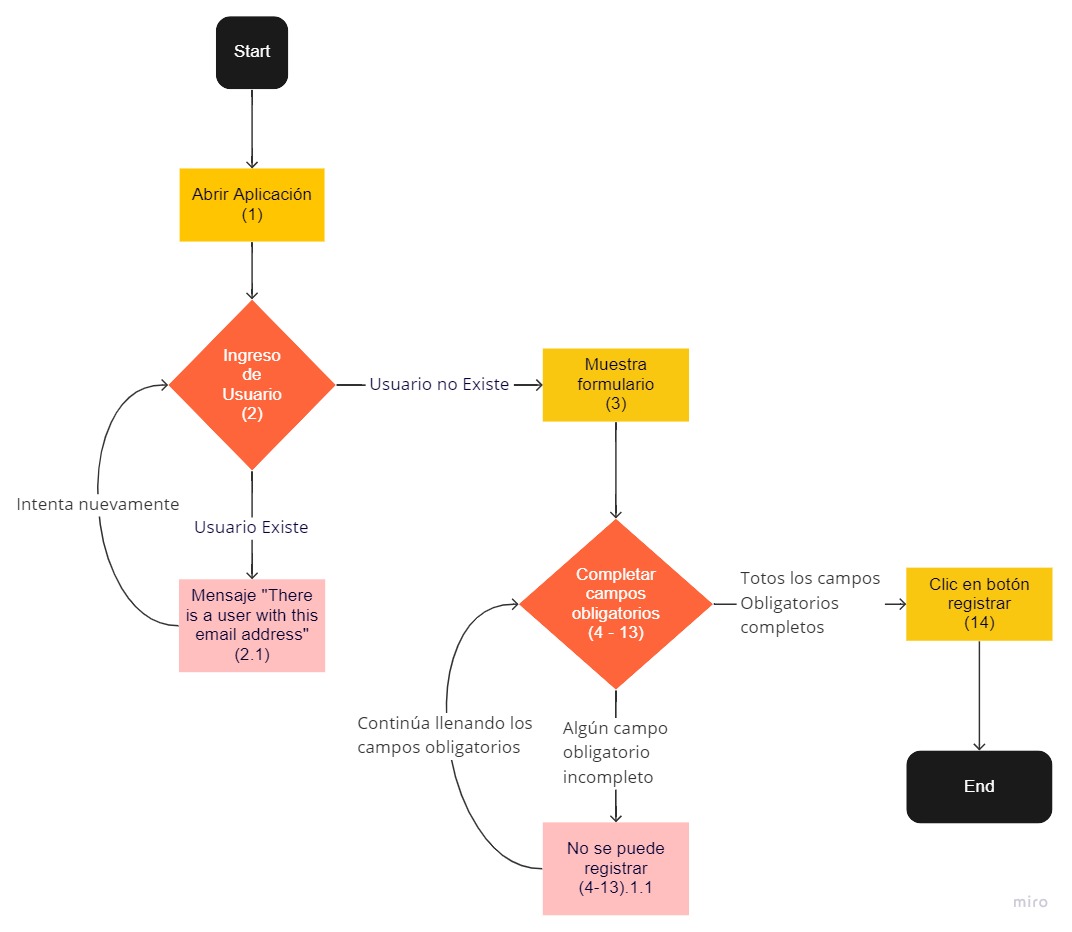 Start
Abrir Aplicación
(1)
Ingreso
de
Usuario
(2)
Usuario no Existe
Muestra
formulario
(3)
Intenta nuevamente
Usuario Existe
Mensaje "There
is a user with this
email address"
(2.1)
Completar
campos
obligatorios
(4 - 13)
Totos los campos
Obligatorios
completos
Clic en botón
registrar
(14)
Continúa llenando los
campos obligatorios
Algún campo
obligatorio
incompleto
End
No se puede
registrar
(4-13).1.1
miro